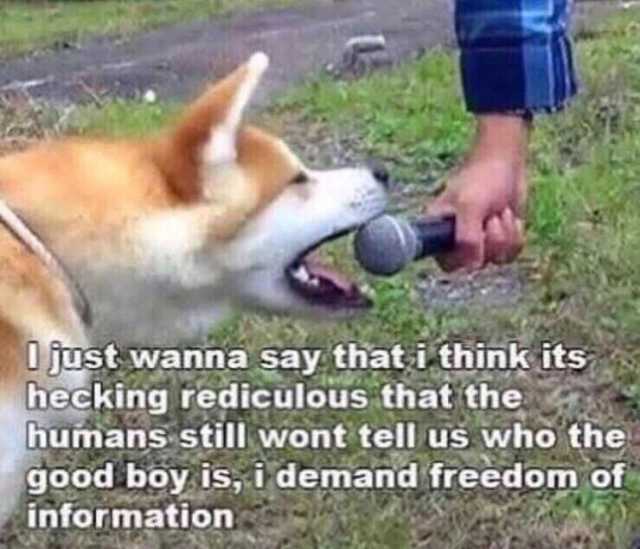 I just wanna say that i think its
hecking rediculous that the
humans still wont tell us who the
good boy is, i demand freedom of
information